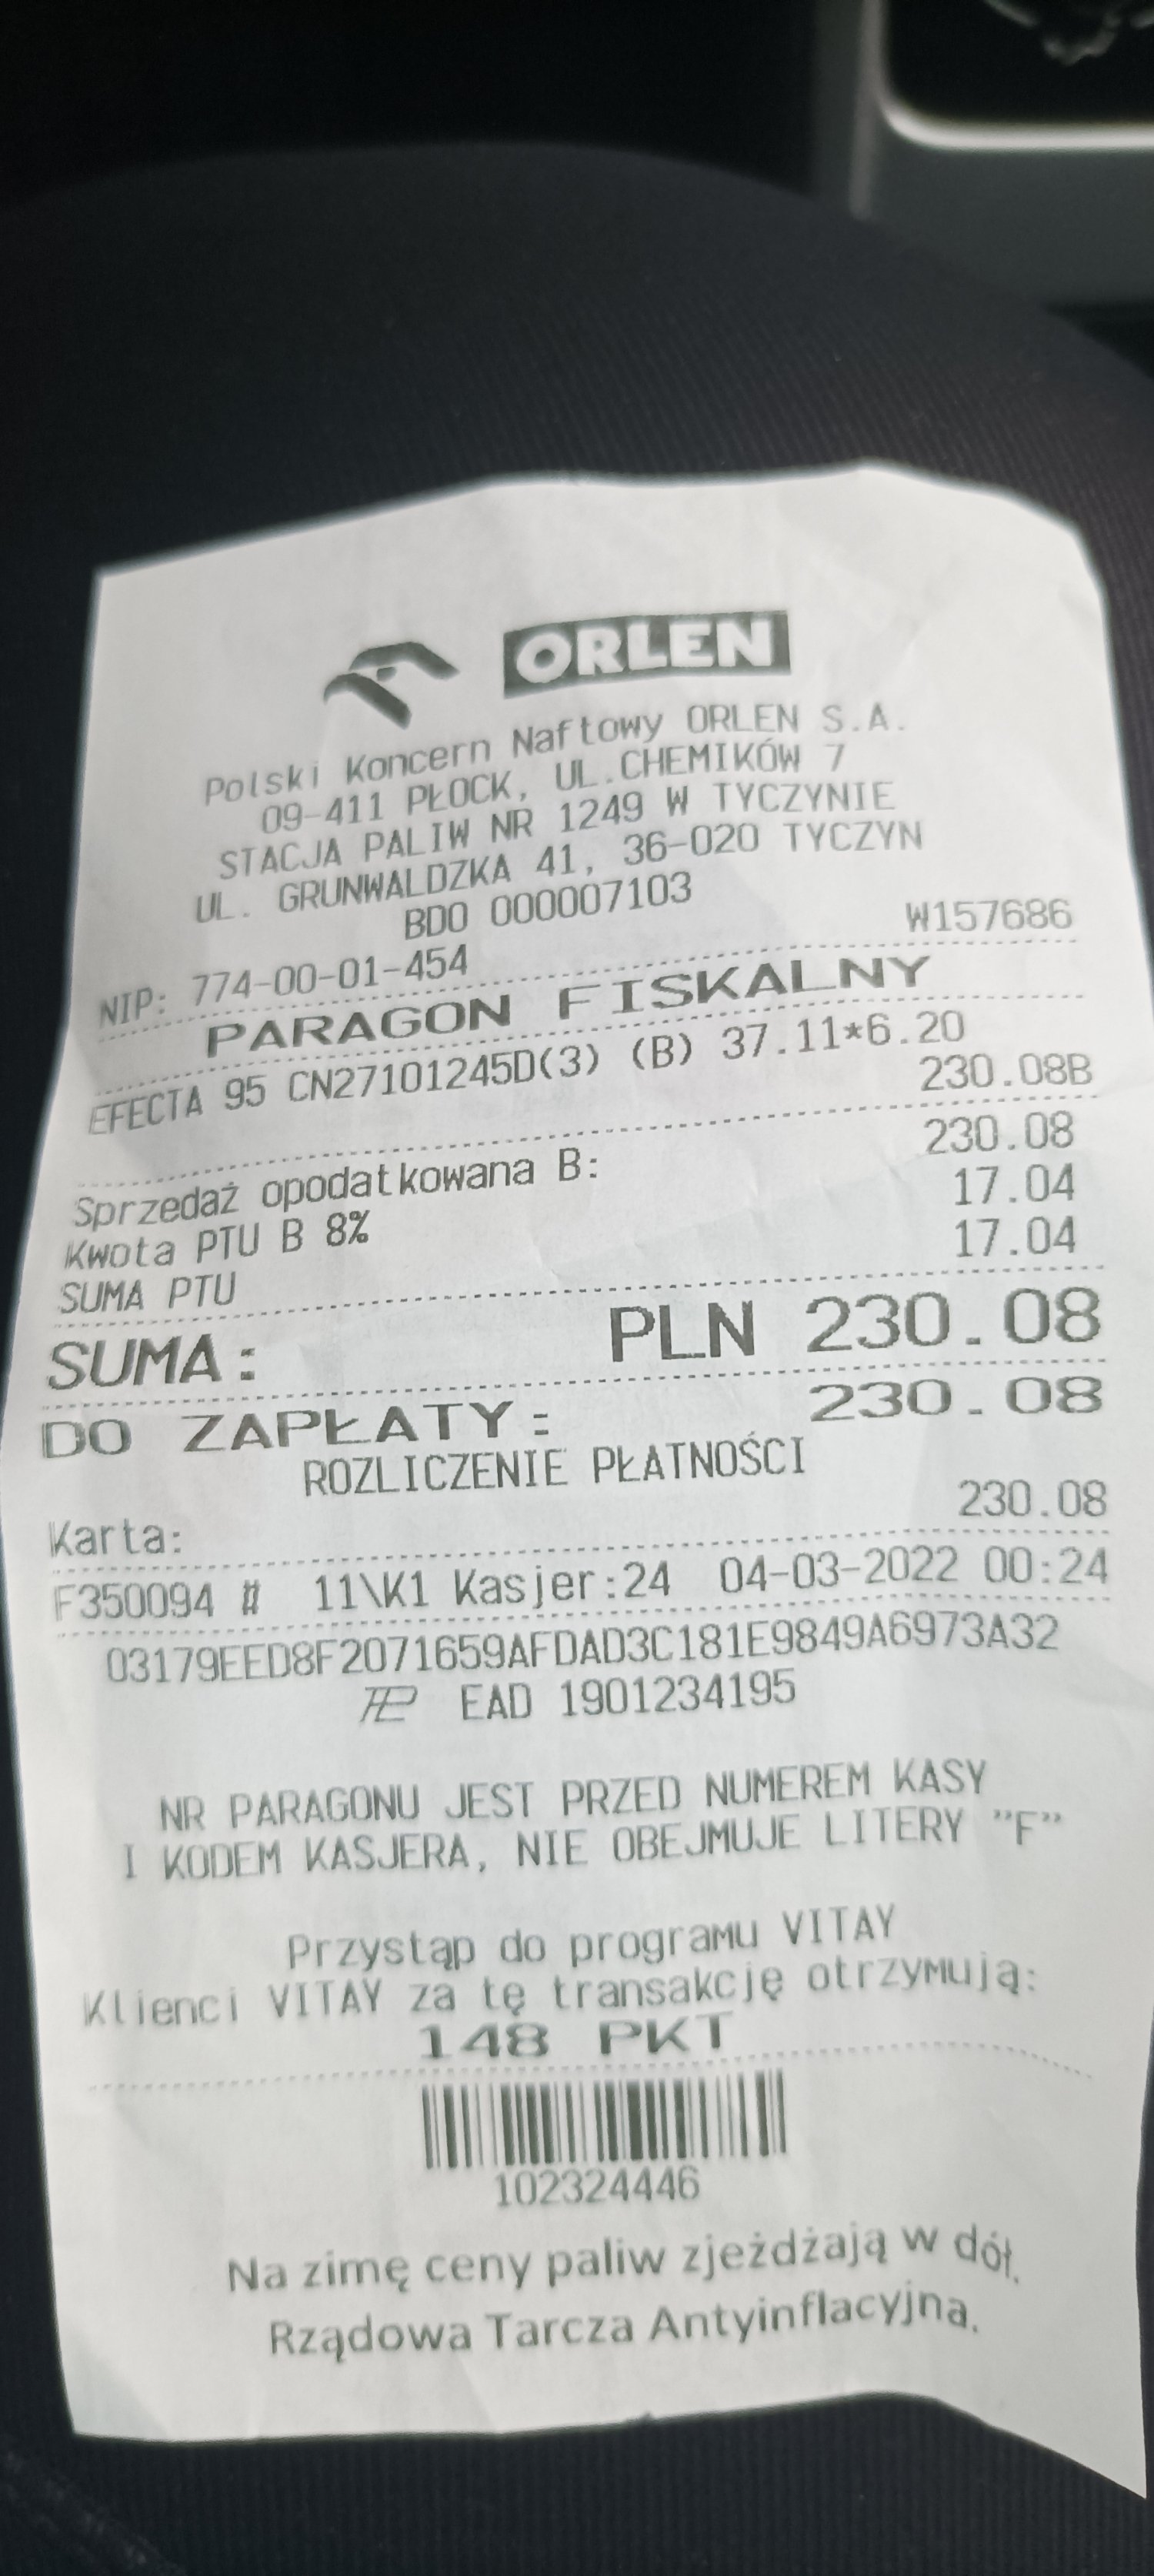 ORLEN
Polski Koncern Naftowy ORLEN S.A.
09-411 PŁOCK, UL.CHEMIKÓW 7
STACJA PALIW NR 1249 W TYCZYNIE
UL. GRUNWALDZKA 41, 36-020 TYCZYN
BDO 000007103
NIP: 774-00-01-454 W157686
PARAGON FISKALNY
EFECTA 95 CN27101245D(3) (B) 37.11*6.20
230.08B
Sprzedaż opodatkowana B: 230.08
Kwota PTU B 8% 17.04
SUMA PTU 17.04
SUMA: PLN 230.08
DO ZAPŁATY: 230.08
ROZLICZENIE PŁATNOŚCI
Karta: 230.08
F350094 # 11\K1 Kasjer:24 04-03-2022 00:24
03179EED8F2071659AFDAD3C181E9849A6973A32
EAD 1901234195
NR PARAGONU JEST PRZED NUMEREM KASY
I KODEM KASJERA, NIE OBEJMUJE LITERY "F"
Przystąp do programu VITAY
Klienci VITAY za tę transakcję otrzymują:
148 PKT
102324446
Na zimę ceny paliw zjeżdżają w dół.
Rządowa Tarcza Antyinflacyjna.